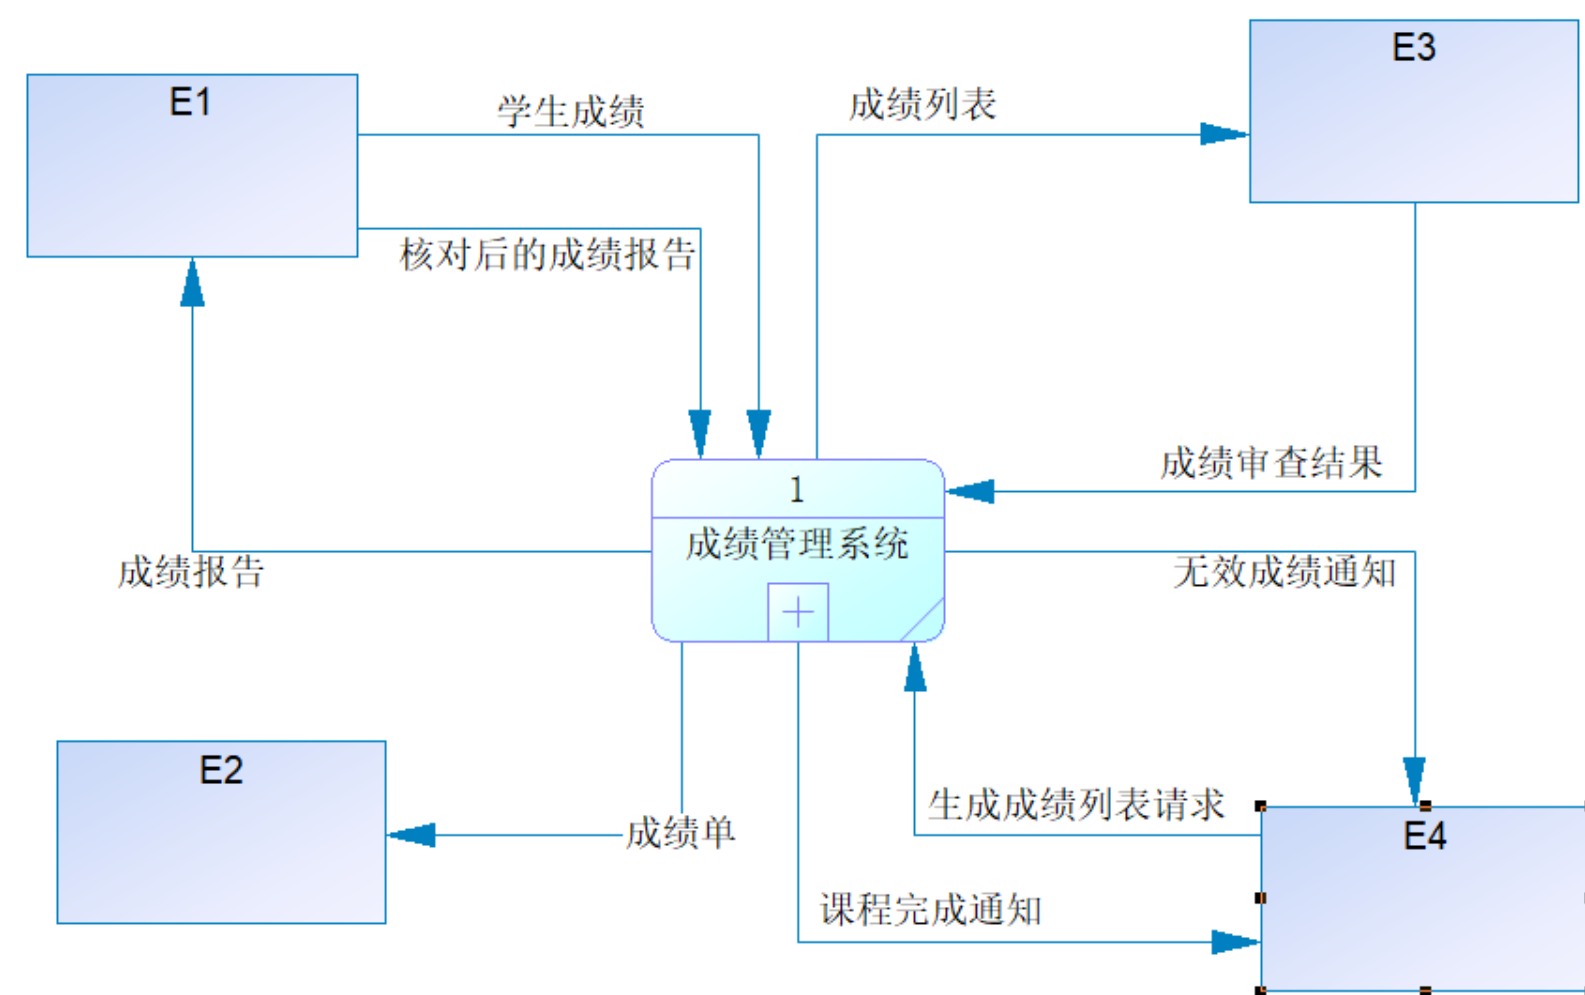 E3
E1
学生成绩
成绩列表
核对后的成绩报告
成绩审查结果
1
成绩管理系统
成绩报告
无效成绩通知
E2
生成成绩列表请求
成绩单
E4
课程完成通知